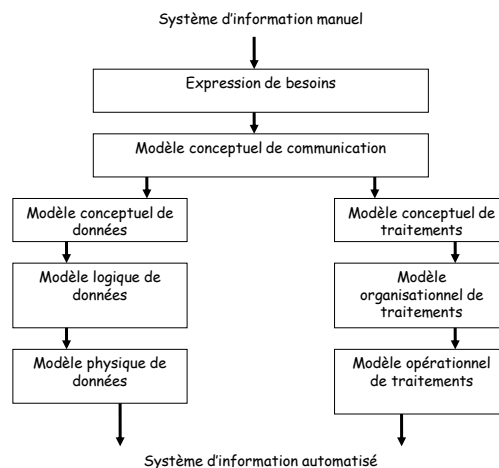 Système d'information manuel
Expression de besoins
Modèle conceptuel de communication
Modèle conceptuel de
données
Modèle conceptuel de
traitements
Modèle logique de
données
Modèle
organisationnel de
traitements
Modèle physique de
données
Modèle opérationnel
de traitements
Système d'information automatisé